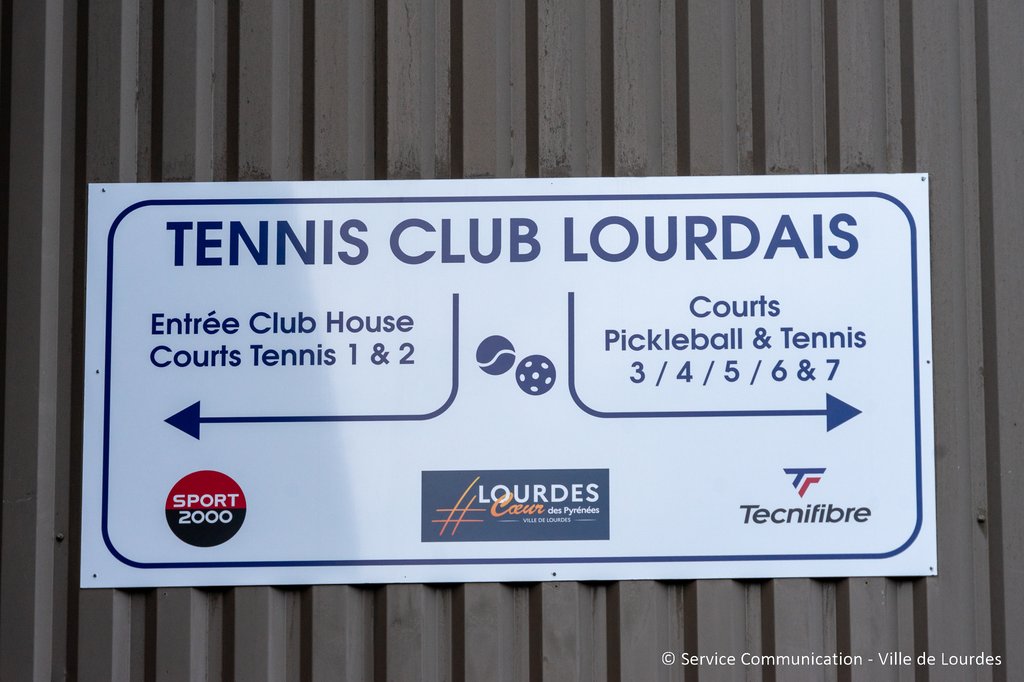 TENNIS CLUB LOURDAIS
Entrée Club House
Courts Tennis 1 & 2
Courts
Pickleball & Tennis
3 / 4 / 5 / 6 & 7
SPORT
2000
#LOURDES
Cœur des Pyrénées
VILLE DE LOURDES
Tecnifibre
© Service Communication - Ville de Lourdes